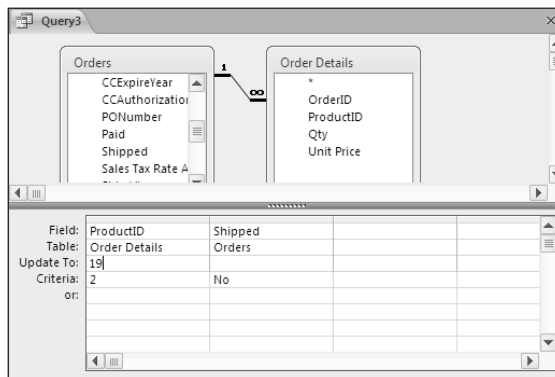 Query3
Orders
CCExpireYear
CCAuthorization
PONumber
Paid
Shipped
Sales Tax Rate A
1
∞
Order Details
*
OrderID
ProductID
Qty
Unit Price
Field: ProductID Shipped
Table: Order Details Orders
Update To: 19
Criteria: 2 No
or: